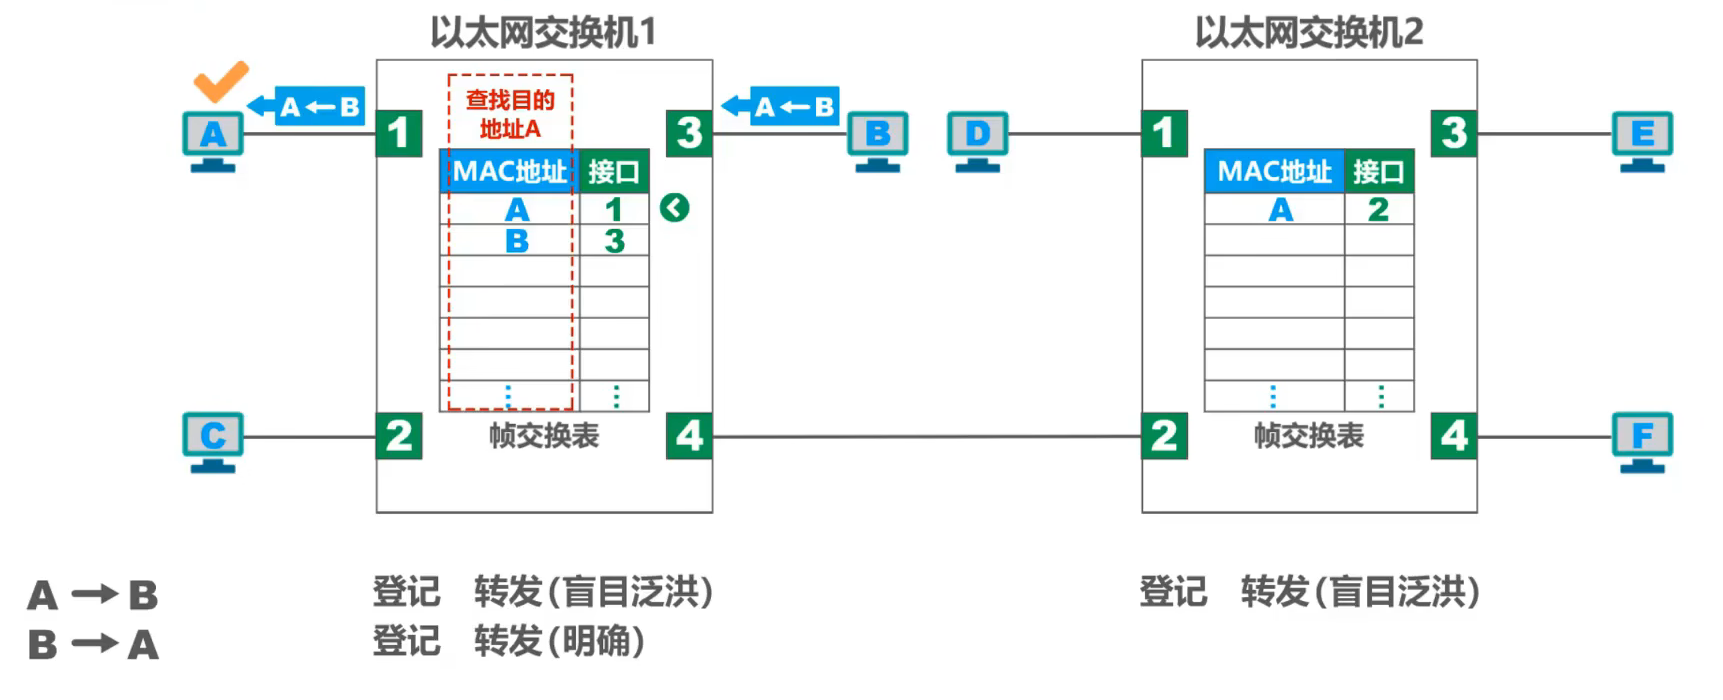 以太网交换机1
以太网交换机2
A←B
A←B
查找目的
地址A
A
1
3
B
D
1
3
E
MAC地址 接口
A 1
B 3
⋮ ⋮
帧交换表
MAC地址 接口
A 2
⋮ ⋮
帧交换表
C
2
4
2
4
F
A→B 登记 转发(盲目泛洪) 登记 转发(盲目泛洪)
B→A 登记 转发(明确)